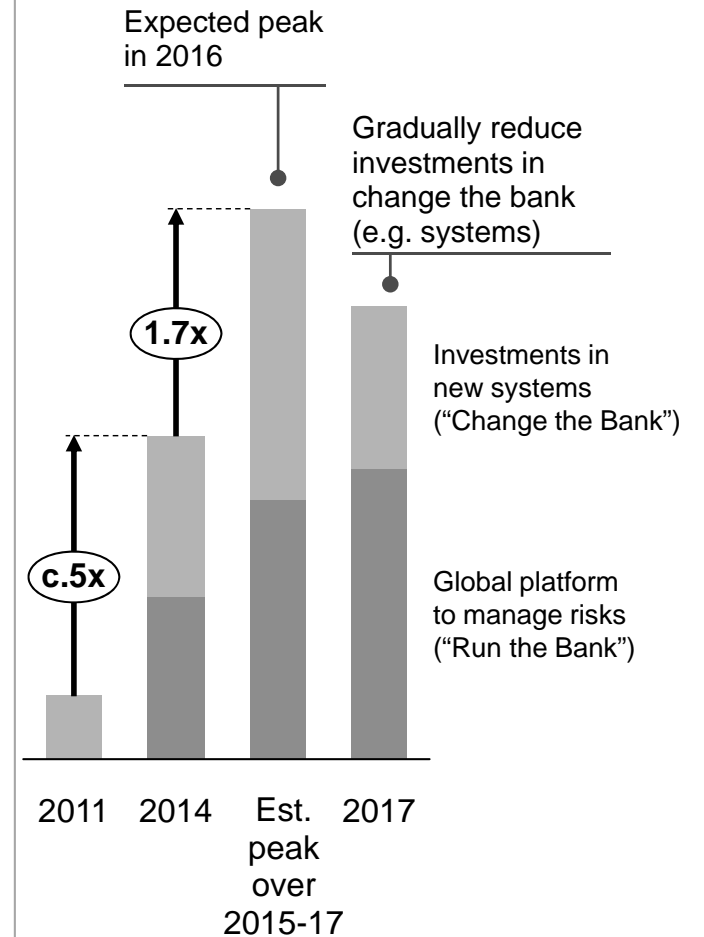 Expected peak
in 2016
Gradually reduce
investments in
change the bank
(e.g. systems)
1.7x
Investments in
new systems
(“Change the Bank”)
c.5x
Global platform
to manage risks
(“Run the Bank”)
2011
2014
Est.
peak
over
2015-17
2017